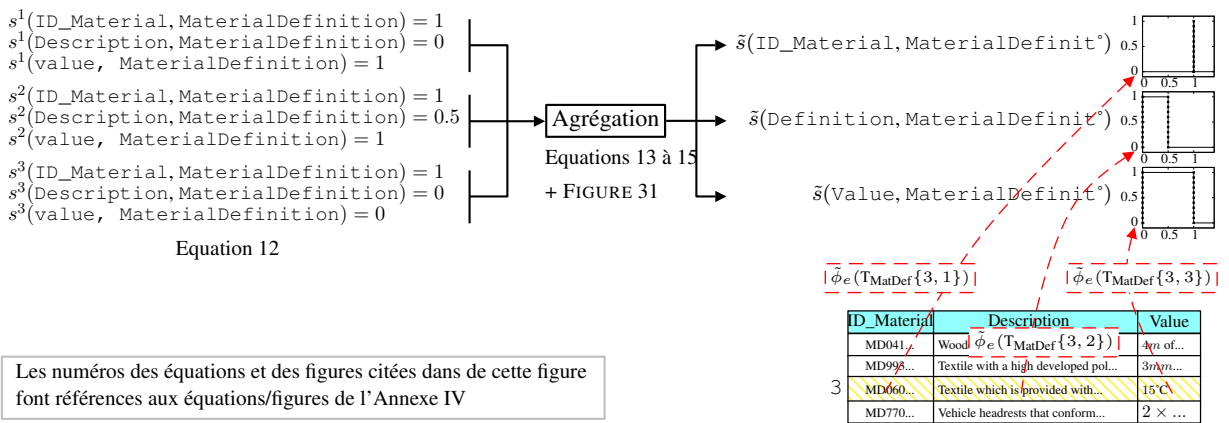 s¹(ID_Material, MaterialDefinition) = 1
s¹(Description, MaterialDefinition) = 0
s¹(value, MaterialDefinition) = 1
s²(ID_Material, MaterialDefinition) = 1
s²(Description, MaterialDefinition) = 0.5
s²(value, MaterialDefinition) = 1
s³(ID_Material, MaterialDefinition) = 1
s³(Description, MaterialDefinition) = 0
s³(value, MaterialDefinition) = 0
Equation 12
Agrégation
Equations 13 à 15
+ FIGURE 31
s̃(ID_Material, MaterialDefinit°)
1
0.5
0
0 0.5 1
s̃(Definition, MaterialDefinit°)
1
0.5
0
0 0.5 1
s̃(Value, MaterialDefinit°)
1
0.5
0
0 0.5 1
ϕ̃ₑ(T_MatDef{3, 1})
ϕ̃ₑ(T_MatDef{3, 3})
ID_Material Description Value
MD041... Wood ϕ̃ₑ(T_MatDef{3, 2}) 4m of...
MD993... Textile with a high developed pol... 3mm...
3 MD060... Textile which is provided with... 15°C
MD770... Vehicle headrests that conform... 2 × ...
Les numéros des équations et des figures citées dans de cette figure
font références aux équations/figures de l'Annexe IV